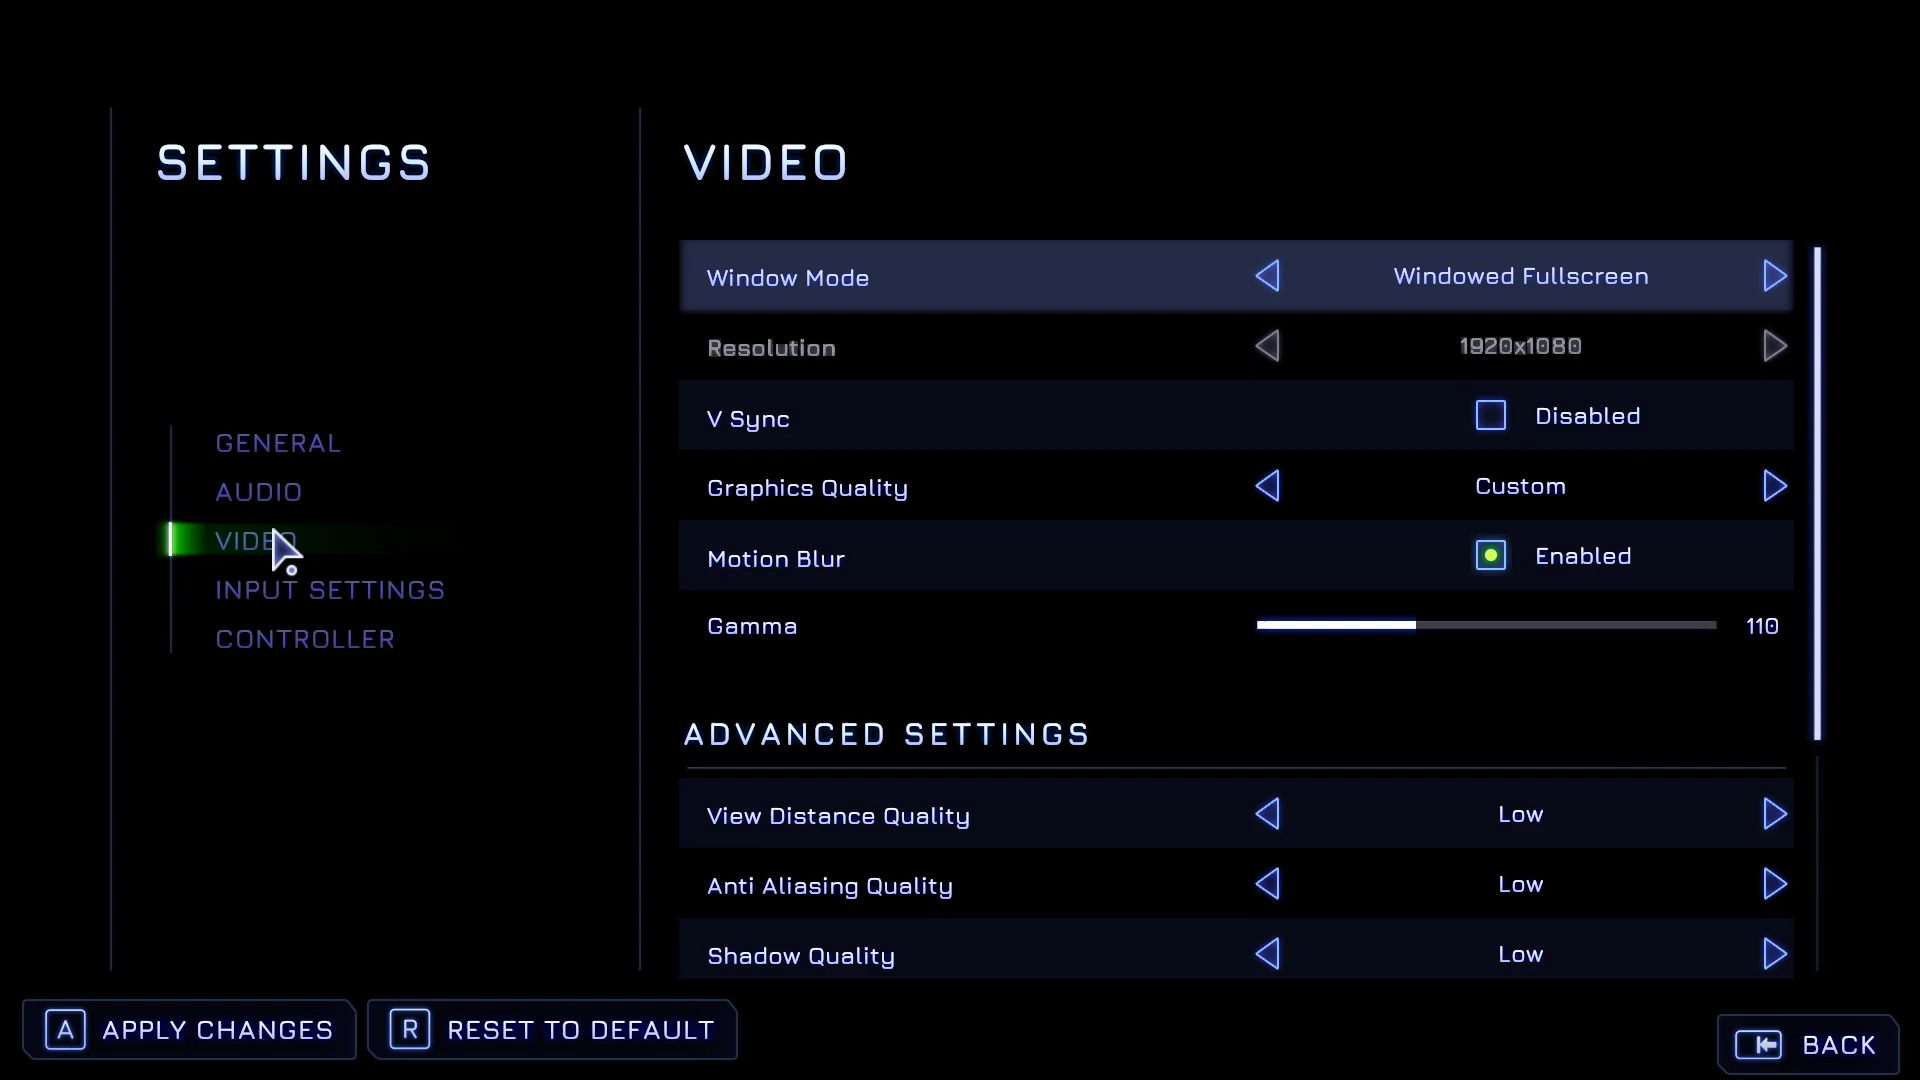 SETTINGS
GENERAL
AUDIO
VIDEO
INPUT SETTINGS
CONTROLLER
VIDEO
Window Mode Windowed Fullscreen
Resolution 1920x1080
V Sync Disabled
Graphics Quality Custom
Motion Blur Enabled
Gamma 110
ADVANCED SETTINGS
View Distance Quality Low
Anti Aliasing Quality Low
Shadow Quality Low
A APPLY CHANGES
R RESET TO DEFAULT
BACK